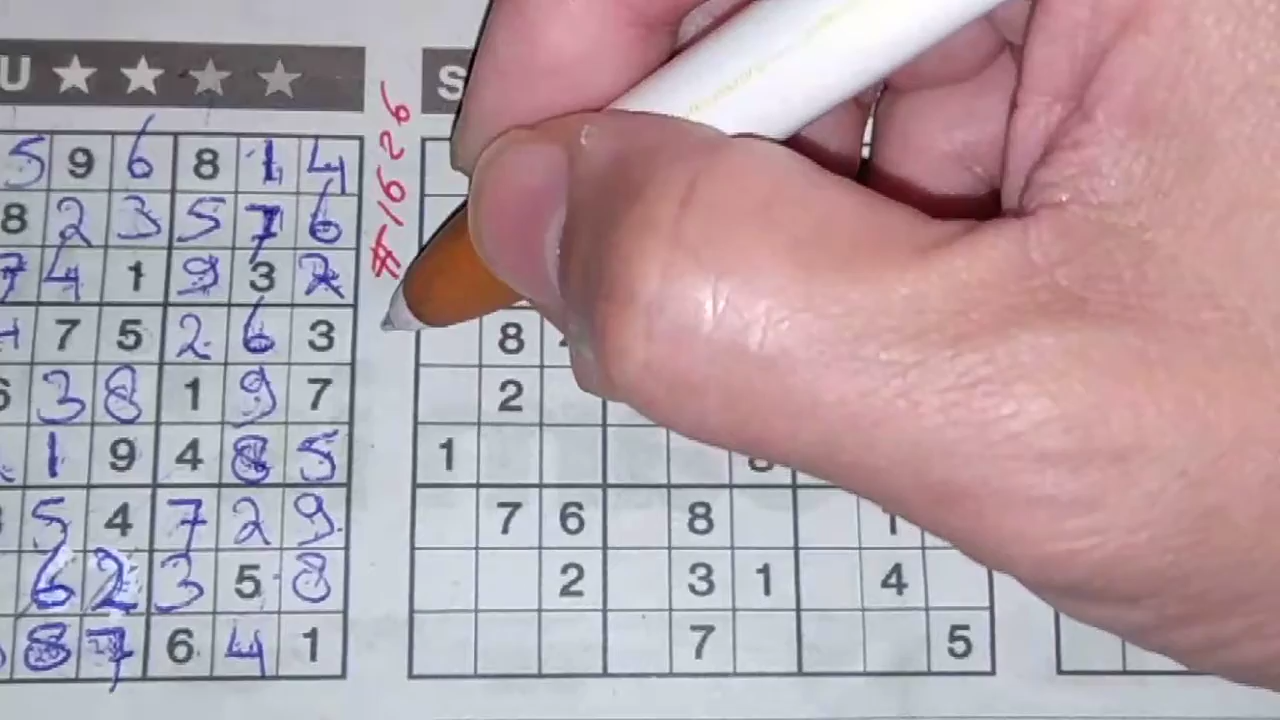 U ★ ★ ★ ★
5 9 6 8 1 4
8 2 3 5 7 6
7 4 1 9 3 2
4 7 5 2 6 3
6 3 8 1 9 7
1 9 4 8 5
5 4 7 2 9
6 2 3 5 8
8 7 6 4 1
#1626
S
8
2
1
7 6 8 1
2 3 1 4
7 5